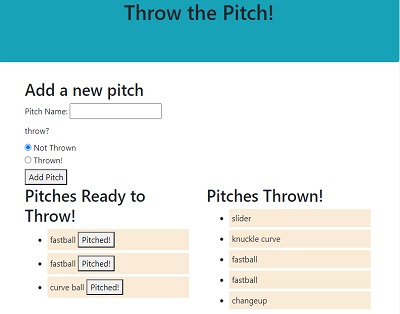 Throw the Pitch!
Add a new pitch
Pitch Name:
throw?
Not Thrown
Thrown!
Add Pitch
Pitches Ready to
Throw!
fastball Pitched!
fastball Pitched!
curve ball Pitched!
Pitches Thrown!
slider
knuckle curve
fastball
fastball
changeup